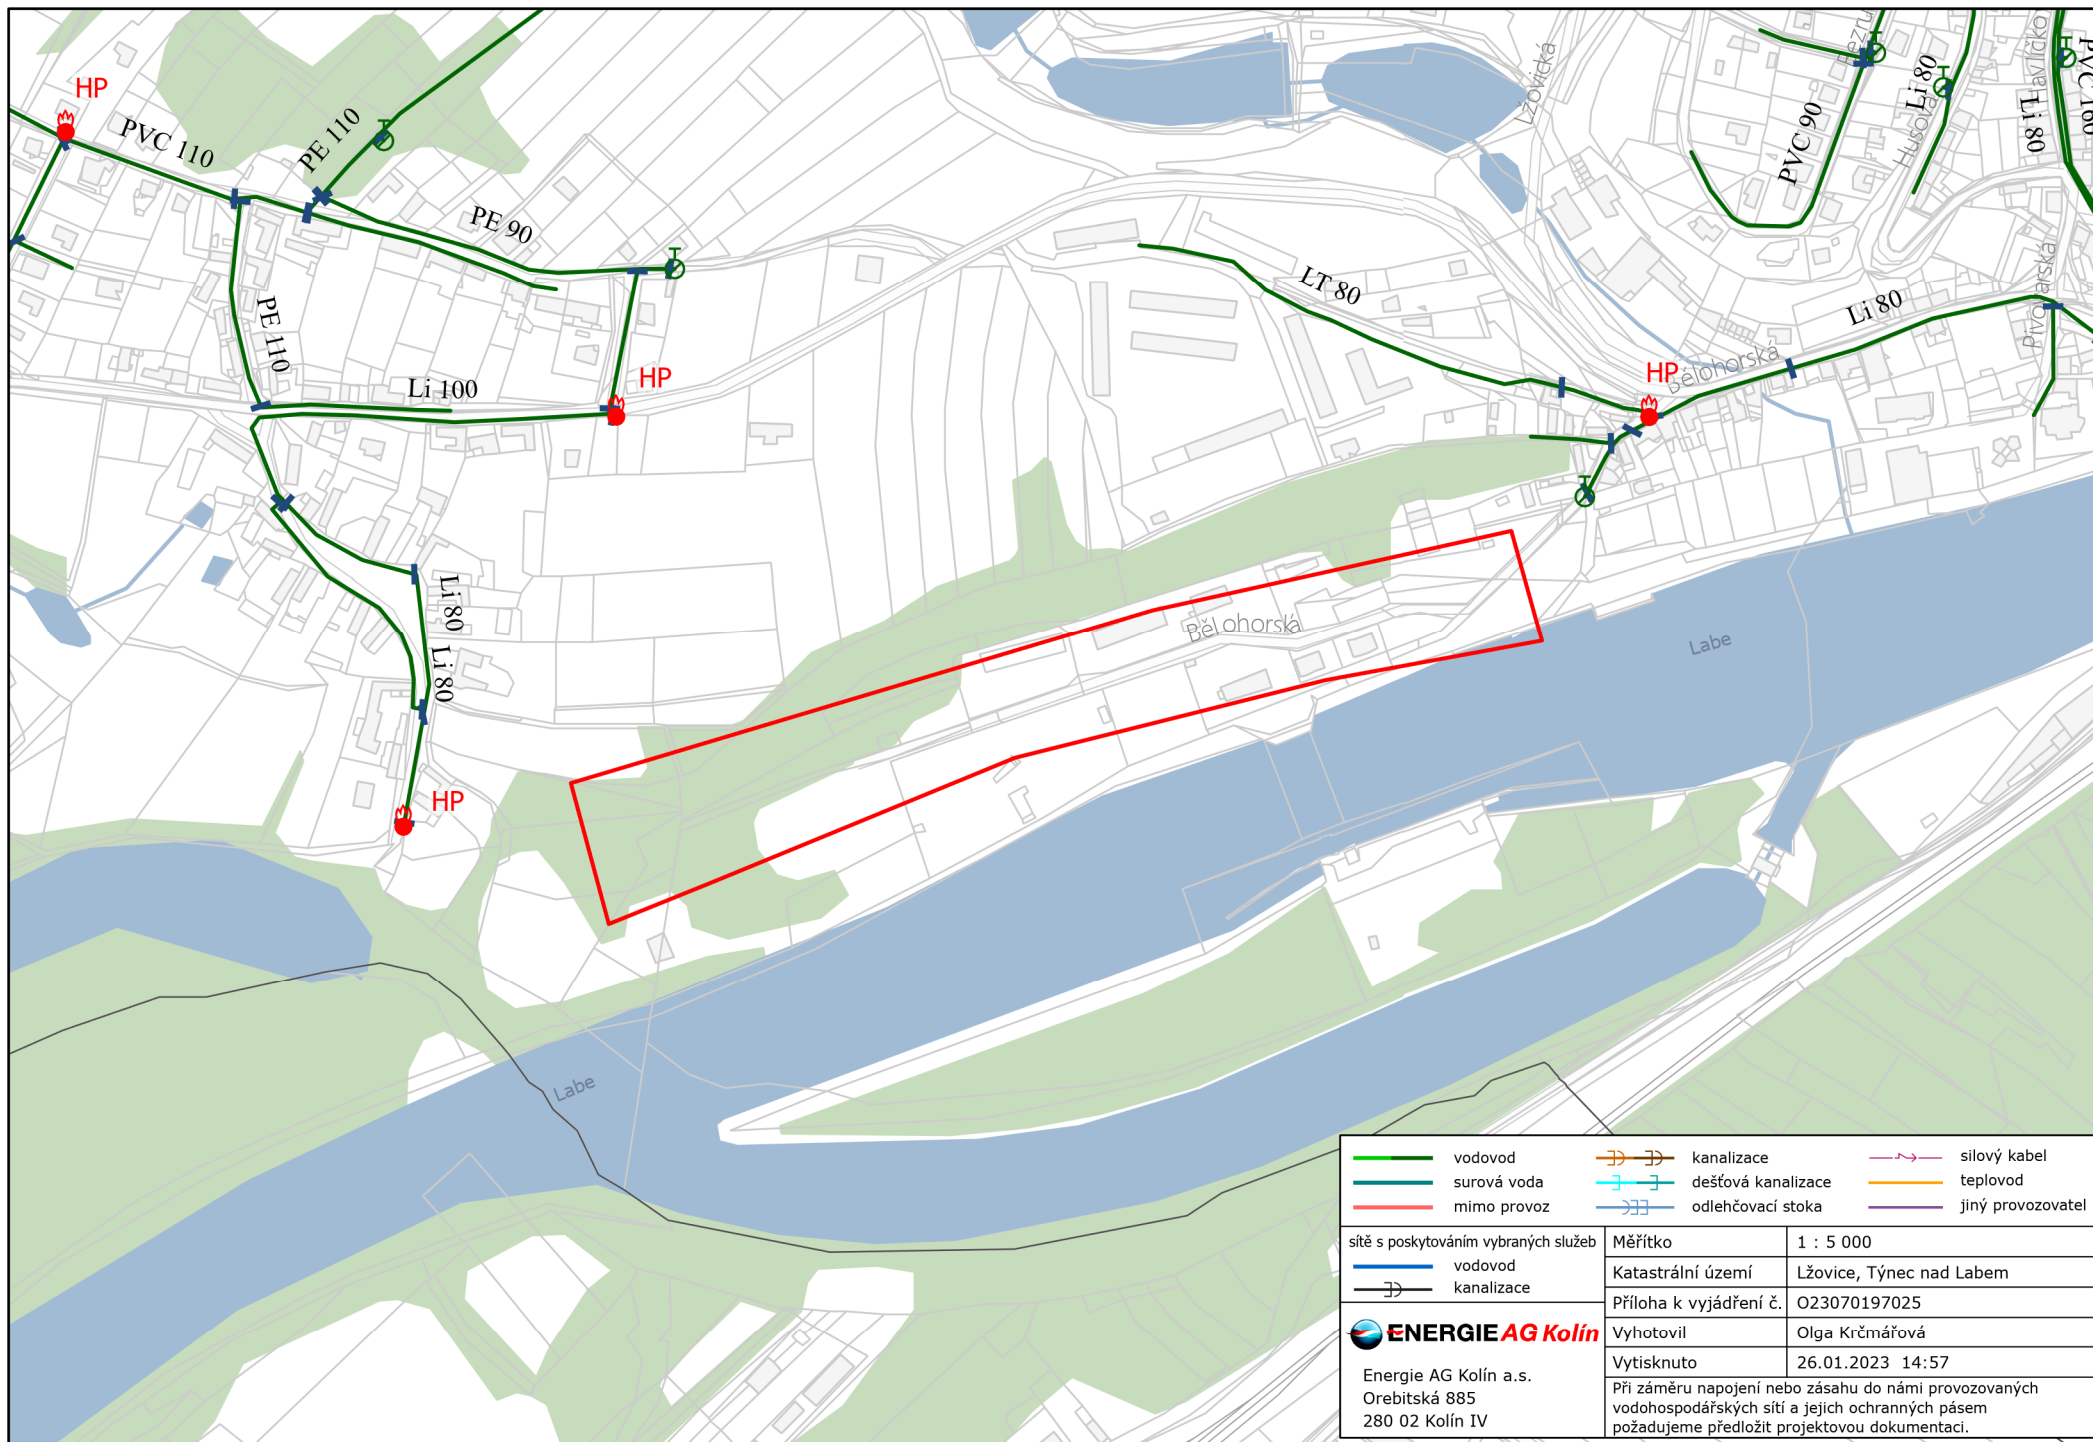 HP
PVC 110
PE 110
PE 90
PE 110
Li 100
HP
Li 80
Li 80
HP
LT 80
Lžovická
HP
Bělohorská
Li 80
PVC 90
Li 80
Husova
Li 80
PVC 160
Pivovarská
Bělohorská
Labe
Labe
vodovod
surová voda
mimo provoz
kanalizace
dešťová kanalizace
odlehčovací stoka
silový kabel
teplovod
jiný provozovatel
sítě s poskytováním vybraných služeb
vodovod
kanalizace
Měřítko 1 : 5 000
Katastrální území Lžovice, Týnec nad Labem
Příloha k vyjádření č. O23070197025
Vyhotovil Olga Krčmářová
Vytisknuto 26.01.2023 14:57
ENERGIE AG Kolín
Energie AG Kolín a.s.
Orebitská 885
280 02 Kolín IV
Při záměru napojení nebo zásahu do námi provozovaných
vodohospodářských sítí a jejich ochranných pásem
požadujeme předložit projektovou dokumentaci.